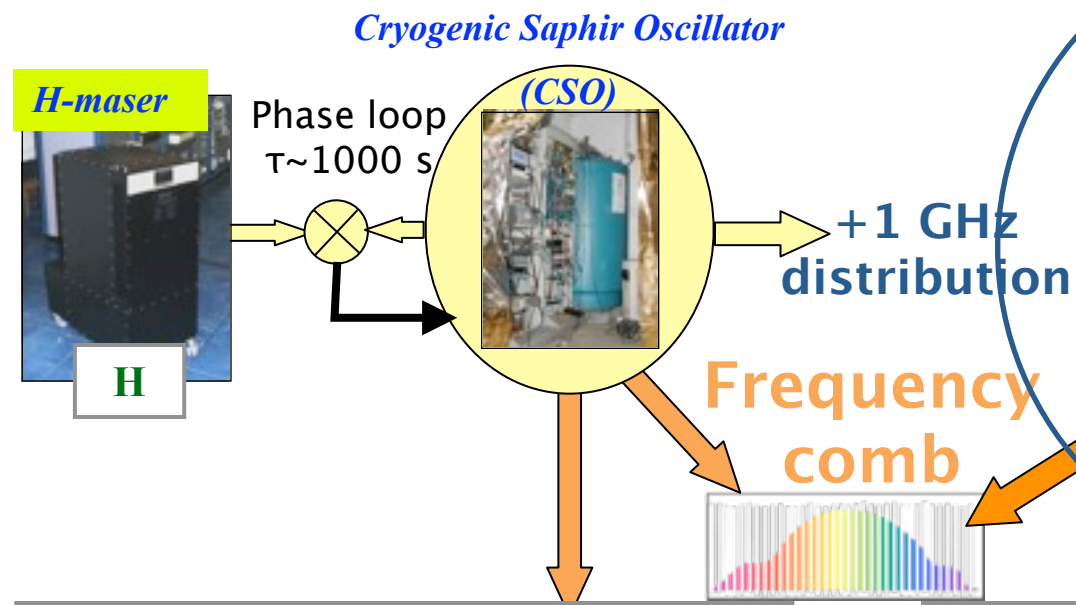 Cryogenic Saphir Oscillator
(CSO)
H-maser
Phase loop
τ~1000 s
+1 GHz
distribution
H
Frequency
comb